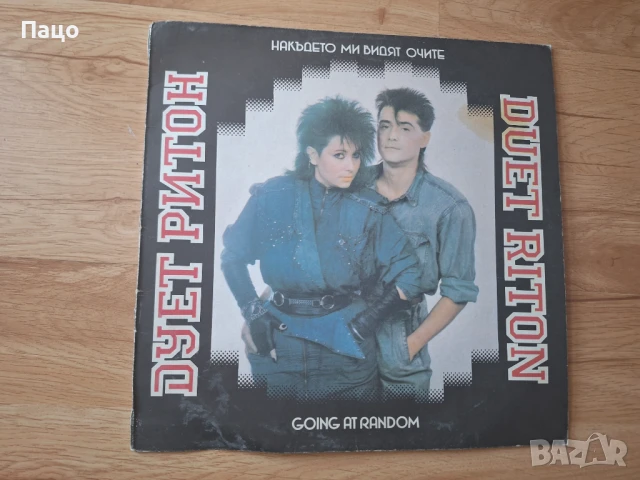 Пацо
НАКЪДЕТО МИ ВИДЯТ ОЧИТЕ
ДУЕТ РИТОН
DUET RITON
GOING AT RANDOM
BAZAR